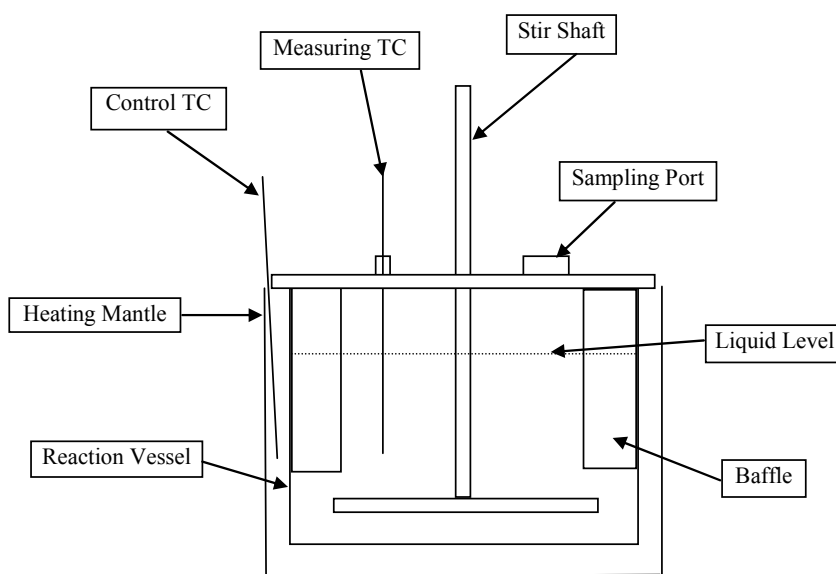 Stir Shaft
Measuring TC
Control TC
Sampling Port
Heating Mantle
Liquid Level
Reaction Vessel
Baffle